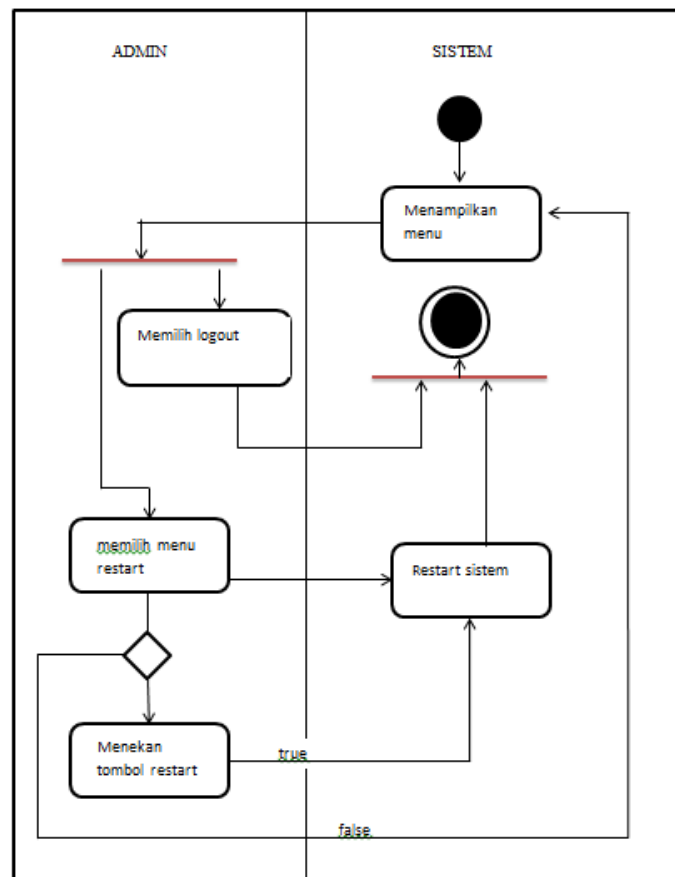 ADMIN
SISTEM
Menampilkan
menu
Memilih logout
memilih menu
restart
Restart sistem
Menekan
tombol restart
true
false